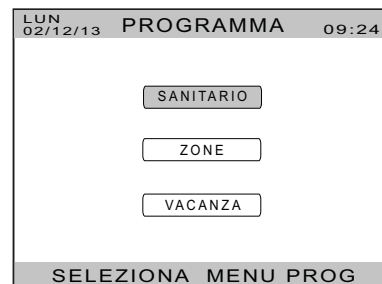 LUN
02/12/13 PROGRAMMA 09:24
SANITARIO
ZONE
VACANZA
SELEZIONA MENU PROG